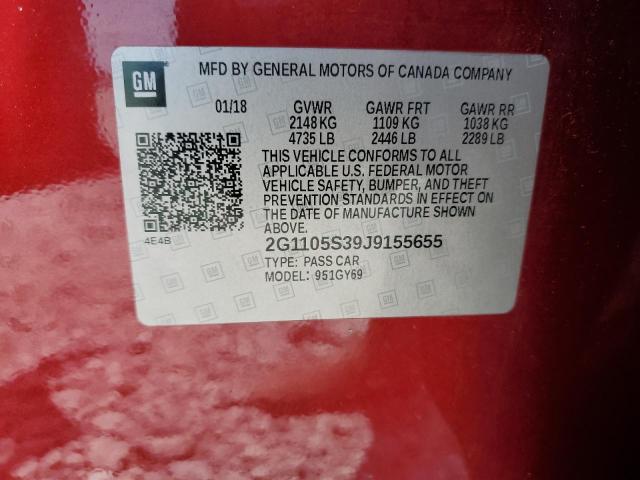 GM
MFD BY GENERAL MOTORS OF CANADA COMPANY
01/18 GVWR GAWR FRT GAWR RR
2148 KG 1109 KG 1038 KG
4735 LB 2446 LB 2289 LB
THIS VEHICLE CONFORMS TO ALL
APPLICABLE U.S. FEDERAL MOTOR
VEHICLE SAFETY, BUMPER, AND THEFT
PREVENTION STANDARDS IN EFFECT ON
THE DATE OF MANUFACTURE SHOWN
ABOVE.
4E4B
2G1105S39J9155655
TYPE: PASS CAR
MODEL: 951GY69